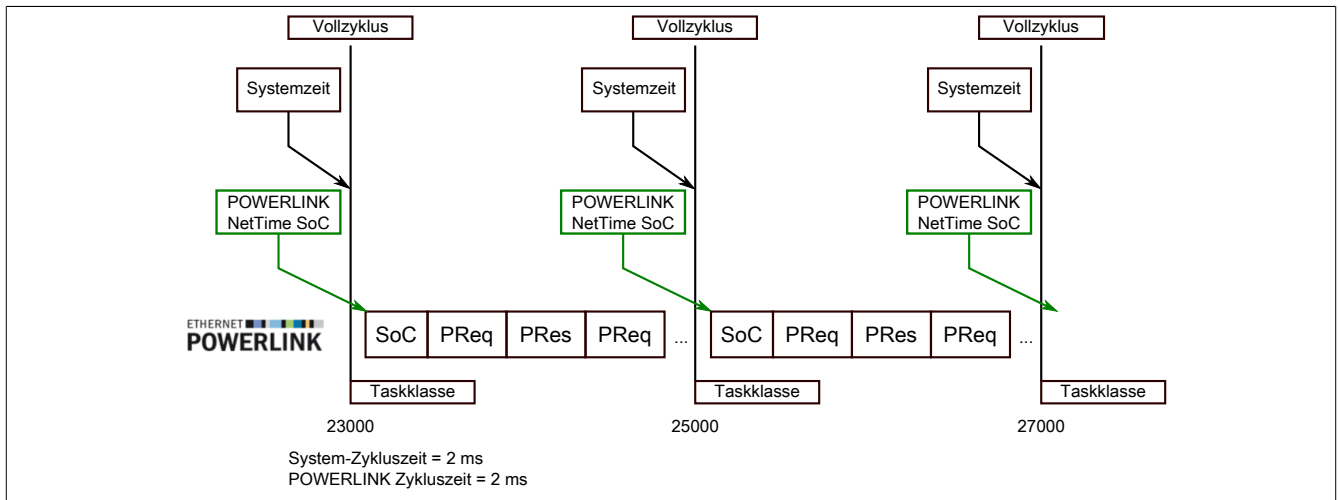 Vollzyklus Vollzyklus Vollzyklus
Systemzeit Systemzeit Systemzeit
POWERLINK POWERLINK POWERLINK
NetTime SoC NetTime SoC NetTime SoC
ETHERNET
POWERLINK
SoC PReq PRes PReq ... SoC PReq PRes PReq ...
Taskklasse Taskklasse Taskklasse
23000 25000 27000
System-Zykluszeit = 2 ms
POWERLINK Zykluszeit = 2 ms